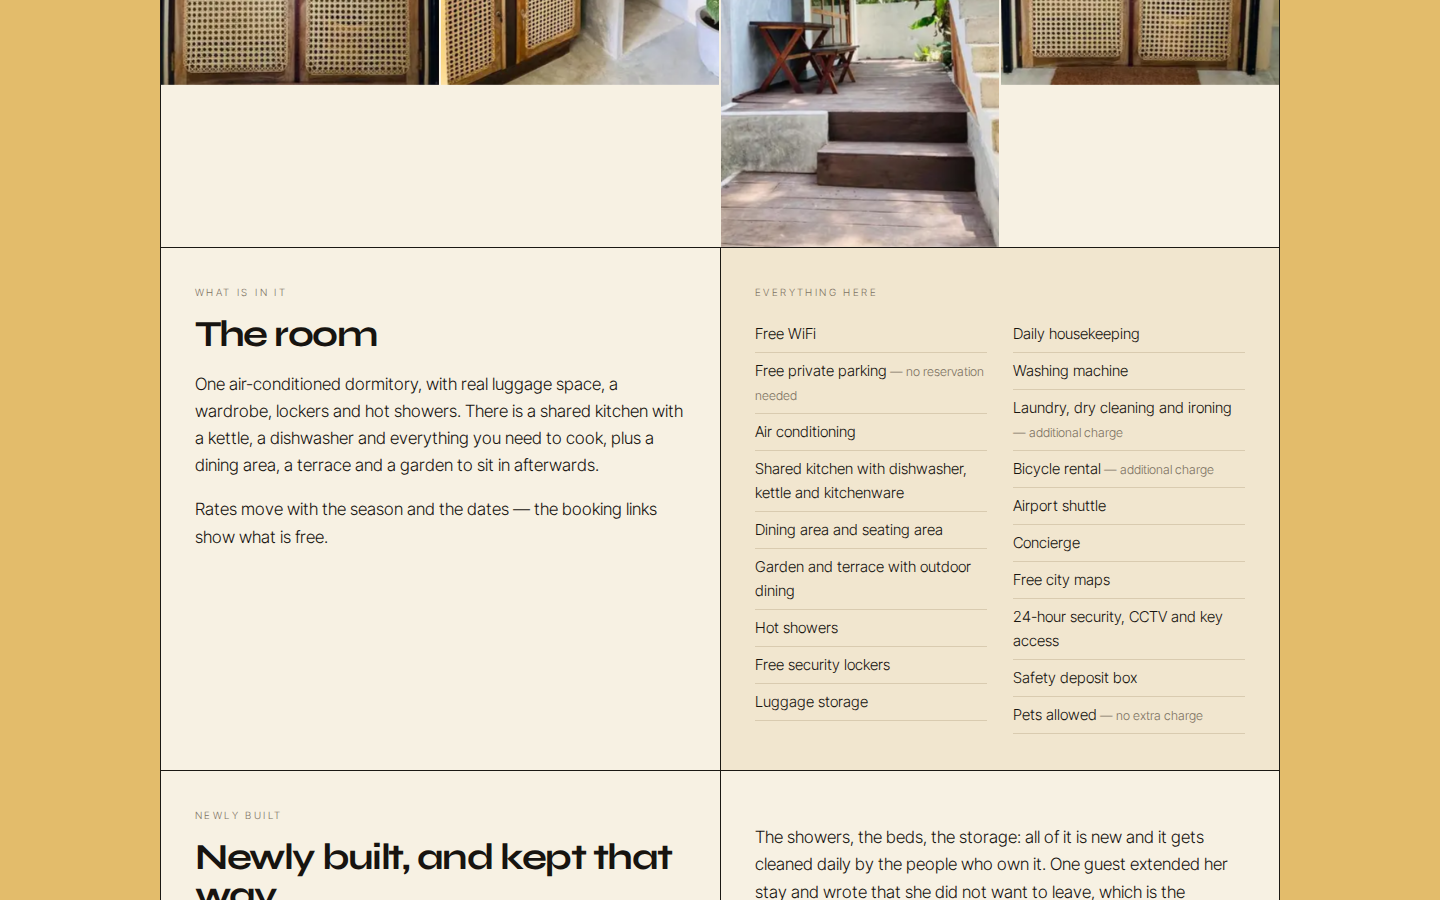 WHAT IS IN IT
The room
One air-conditioned dormitory, with real luggage space, a
wardrobe, lockers and hot showers. There is a shared kitchen with
a kettle, a dishwasher and everything you need to cook, plus a
dining area, a terrace and a garden to sit in afterwards.
Rates move with the season and the dates — the booking links
show what is free.
EVERYTHING HERE
Free WiFi
Free private parking — no reservation
needed
Air conditioning
Shared kitchen with dishwasher,
kettle and kitchenware
Dining area and seating area
Garden and terrace with outdoor
dining
Hot showers
Free security lockers
Luggage storage
Daily housekeeping
Washing machine
Laundry, dry cleaning and ironing
— additional charge
Bicycle rental — additional charge
Airport shuttle
Concierge
Free city maps
24-hour security, CCTV and key
access
Safety deposit box
Pets allowed — no extra charge
NEWLY BUILT
Newly built, and kept that
way
The showers, the beds, the storage: all of it is new and it gets
cleaned daily by the people who own it. One guest extended her
stay and wrote that she did not want to leave, which is the